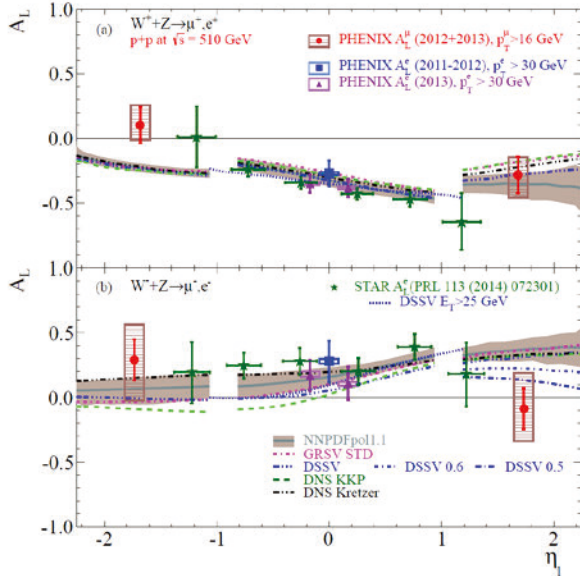 A_L
1.0
(a)
W⁺+Z→μ⁺,e⁺
p+p at √s = 510 GeV
PHENIX A_L^μ (2012+2013), p_T^μ>16 GeV
PHENIX A_L^e (2011-2012), p_T^e > 30 GeV
PHENIX A_L^e (2013), p_T^e > 30 GeV
0.5
0.0
-0.5
A_L
1.0
(b)
W⁻+Z→μ⁻,e⁻
STAR A_L^e (PRL 113 (2014) 072301)
DSSV E_T>25 GeV
0.5
0.0
NNPDFpol1.1
GRSV STD
DSSV DSSV 0.6 DSSV 0.5
DNS KKP
DNS Kretzer
-0.5
-1.0
-2 -1 0 1 2
η_l